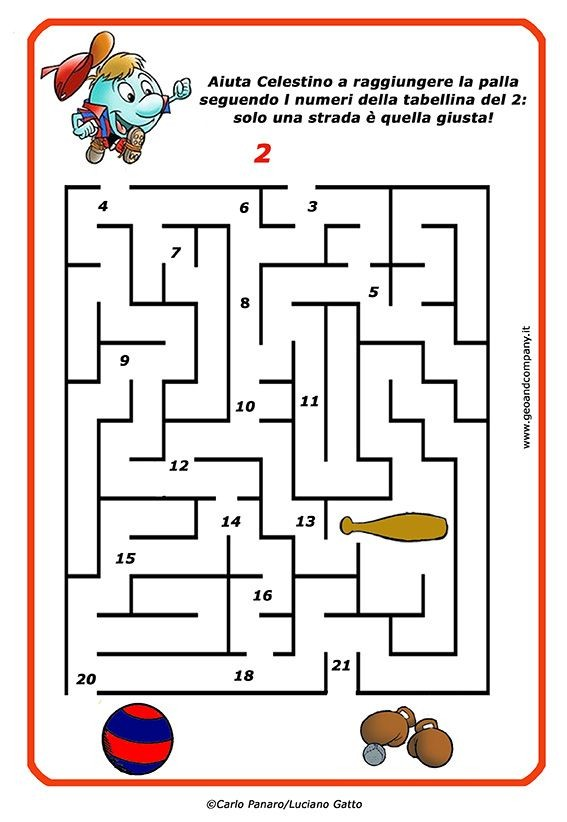 Aiuta Celestino a raggiungere la palla
seguendo I numeri della tabellina del 2:
solo una strada è quella giusta!
2
4 6 3
7
5
8
9
11
10
12
14 13
15
16
21
20 18
www.geoandcompany.it
©Carlo Panaro/Luciano Gatto